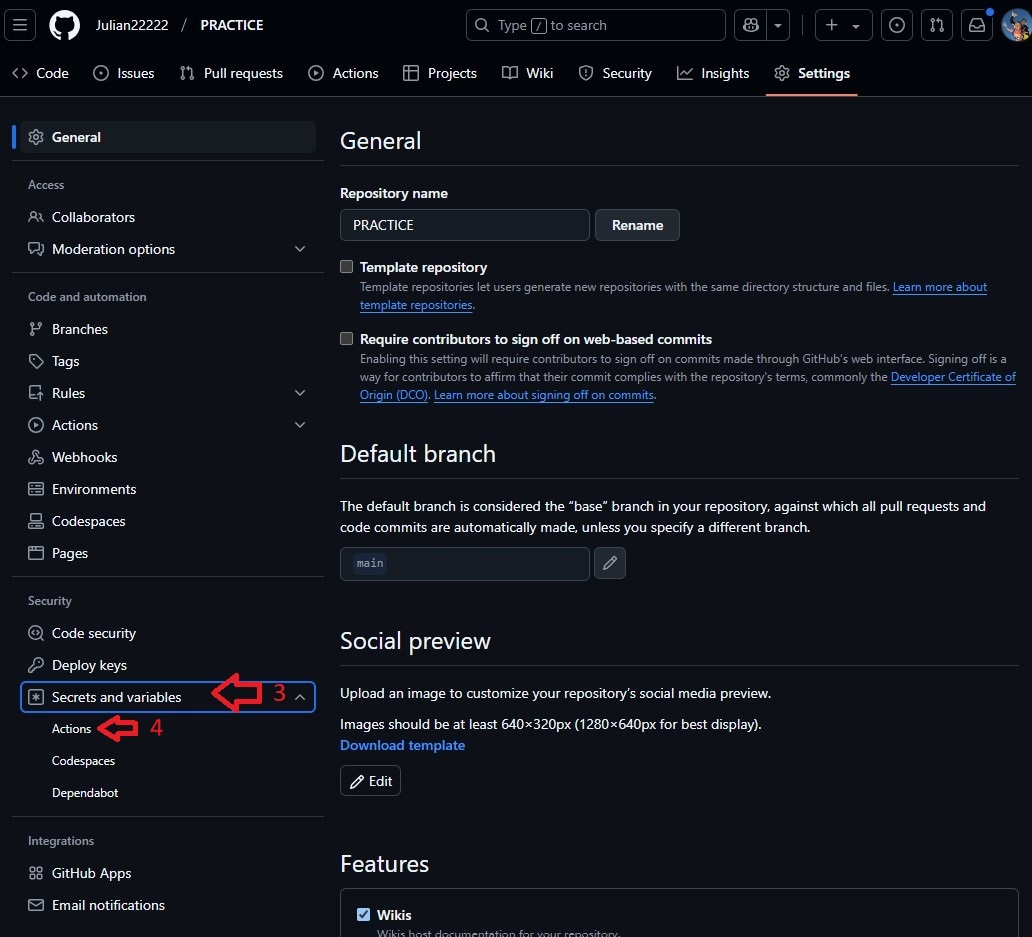 Julian22222 / PRACTICE
Type / to search
Code
Issues
Pull requests
Actions
Projects
Wiki
Security
Insights
Settings
General
Access
Collaborators
Moderation options
Code and automation
Branches
Tags
Rules
Actions
Webhooks
Environments
Codespaces
Pages
Security
Code security
Deploy keys
Secrets and variables
3
Actions
4
Codespaces
Dependabot
Integrations
GitHub Apps
Email notifications
General
Repository name
PRACTICE
Rename
Template repository
Template repositories let users generate new repositories with the same directory structure and files. Learn more about
template repositories.
Require contributors to sign off on web-based commits
Enabling this setting will require contributors to sign off on commits made through GitHub's web interface. Signing off is a
way for contributors to affirm that their commit complies with the repository's terms, commonly the Developer Certificate of
Origin (DCO). Learn more about signing off on commits.
Default branch
The default branch is considered the “base” branch in your repository, against which all pull requests and
code commits are automatically made, unless you specify a different branch.
main
Social preview
Upload an image to customize your repository’s social media preview.
Images should be at least 640×320px (1280×640px for best display).
Download template
Edit
Features
Wikis
Wikis host documentation for your repository.